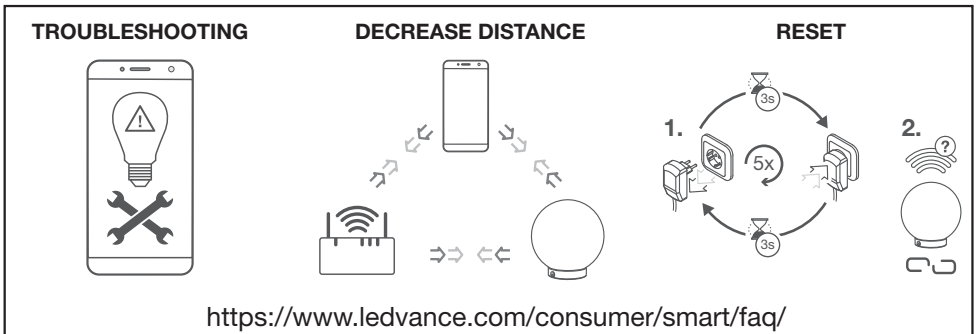 TROUBLESHOOTING
DECREASE DISTANCE
RESET
1.
3s
5x
3s
2.
?
https://www.ledvance.com/consumer/smart/faq/